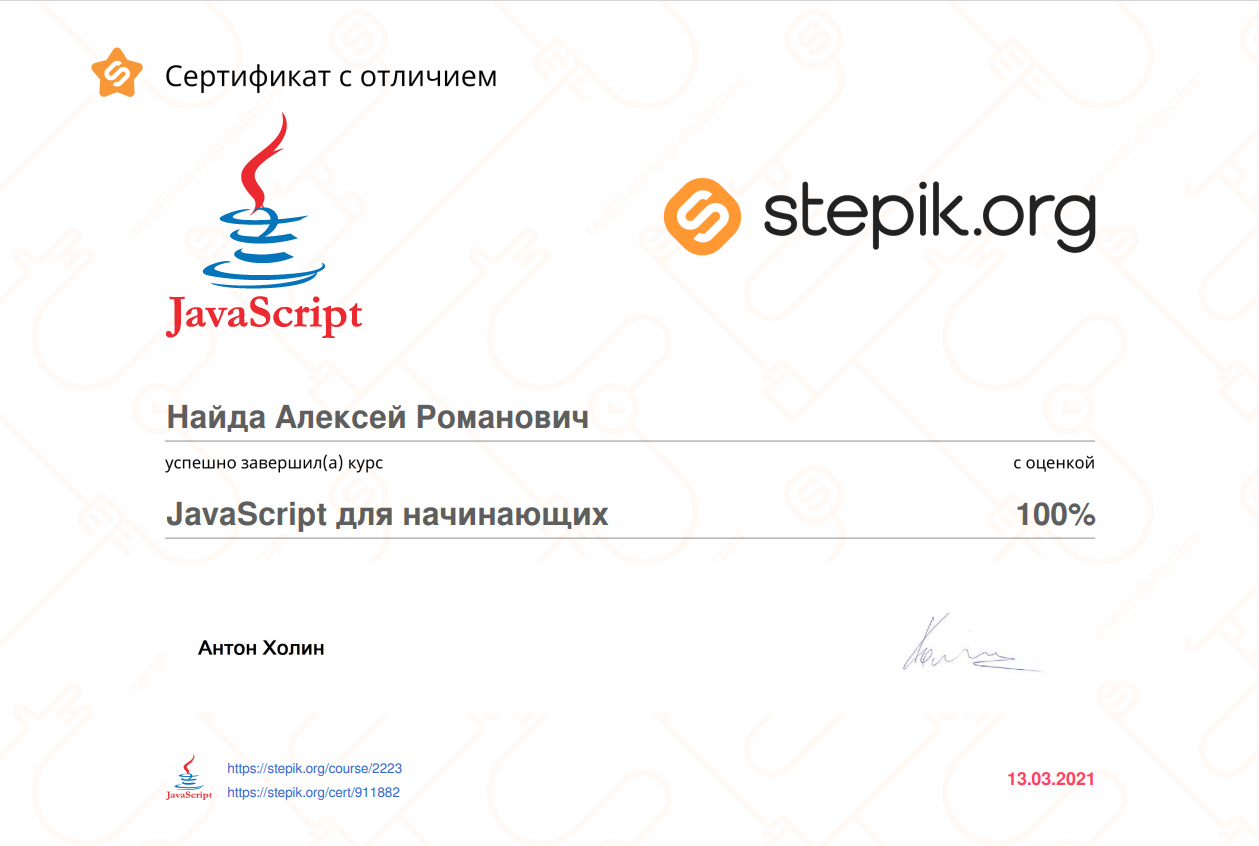 Сертификат с отличием
JavaScript
stepik.org
Найда Алексей Романович
успешно завершил(а) курс
с оценкой
JavaScript для начинающих
100%
Антон Холин
JavaScript
https://stepik.org/course/2223
https://stepik.org/cert/911882
13.03.2021